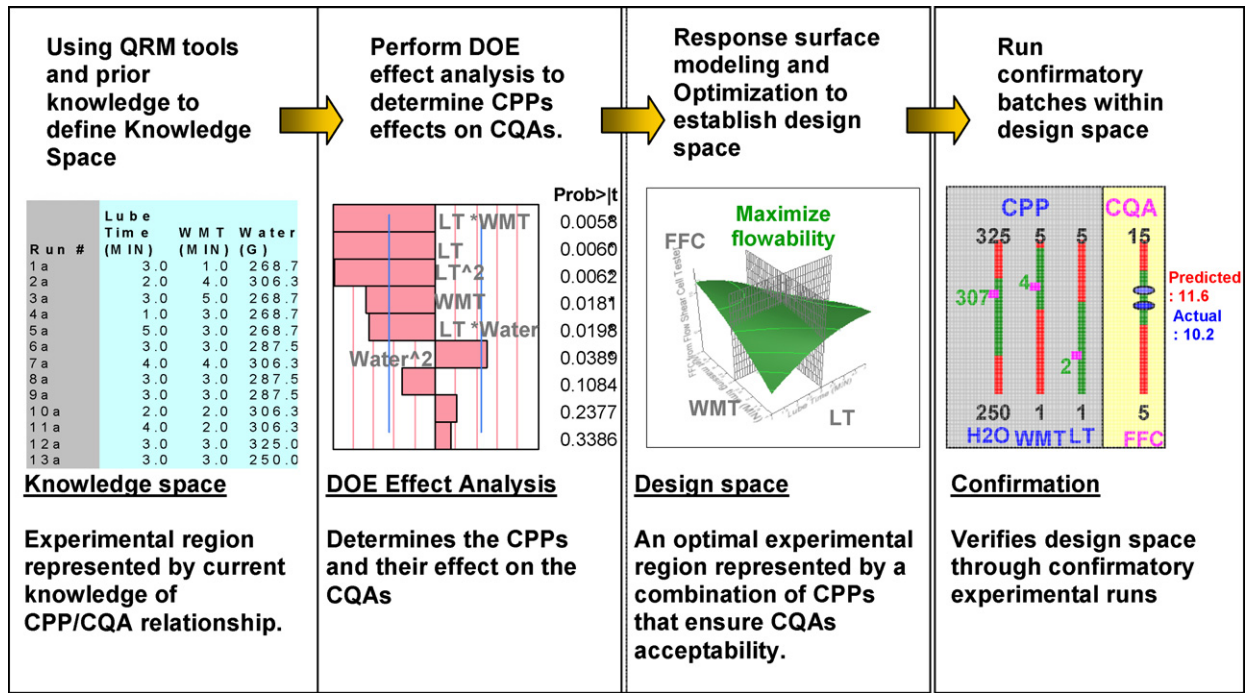 Using QRM tools
and prior
knowledge to
define Knowledge
Space
Lube
Time W M T Water
Run # (MIN) (MIN) (G)
1a 3.0 1.0 268.7
2a 2.0 4.0 306.3
3a 3.0 5.0 268.7
4a 1.0 3.0 268.7
5a 5.0 3.0 268.7
6a 3.0 3.0 287.5
7a 4.0 4.0 306.3
8a 3.0 3.0 287.5
9a 3.0 3.0 287.5
10a 2.0 2.0 306.3
11a 4.0 2.0 306.3
12a 3.0 3.0 325.0
13a 3.0 3.0 250.0
Knowledge space
Experimental region
represented by current
knowledge of
CPP/CQA relationship.
Perform DOE
effect analysis to
determine CPPs
effects on CQAs.
Prob>|t
LT *WMT 0.0058
LT 0.0060
LT^2 0.0062
WMT 0.0181
LT *Water 0.0198
Water^2 0.0389
0.1084
0.2377
0.3386
DOE Effect Analysis
Determines the CPPs
and their effect on the
CQAs
Response surface
modeling and
Optimization to
establish design
space
Maximize
flowability
FFC
Lube Time (MIN)
WMT
LT
Design space
An optimal experimental
region represented by a
combination of CPPs
that ensure CQAs
acceptability.
Run
confirmatory
batches within
design space
CPP CQA
325 5 5 15
307 4 2
Predicted
: 11.6
Actual
: 10.2
250 1 1 5
H2O WMT LT FFC
Confirmation
Verifies design space
through confirmatory
experimental runs